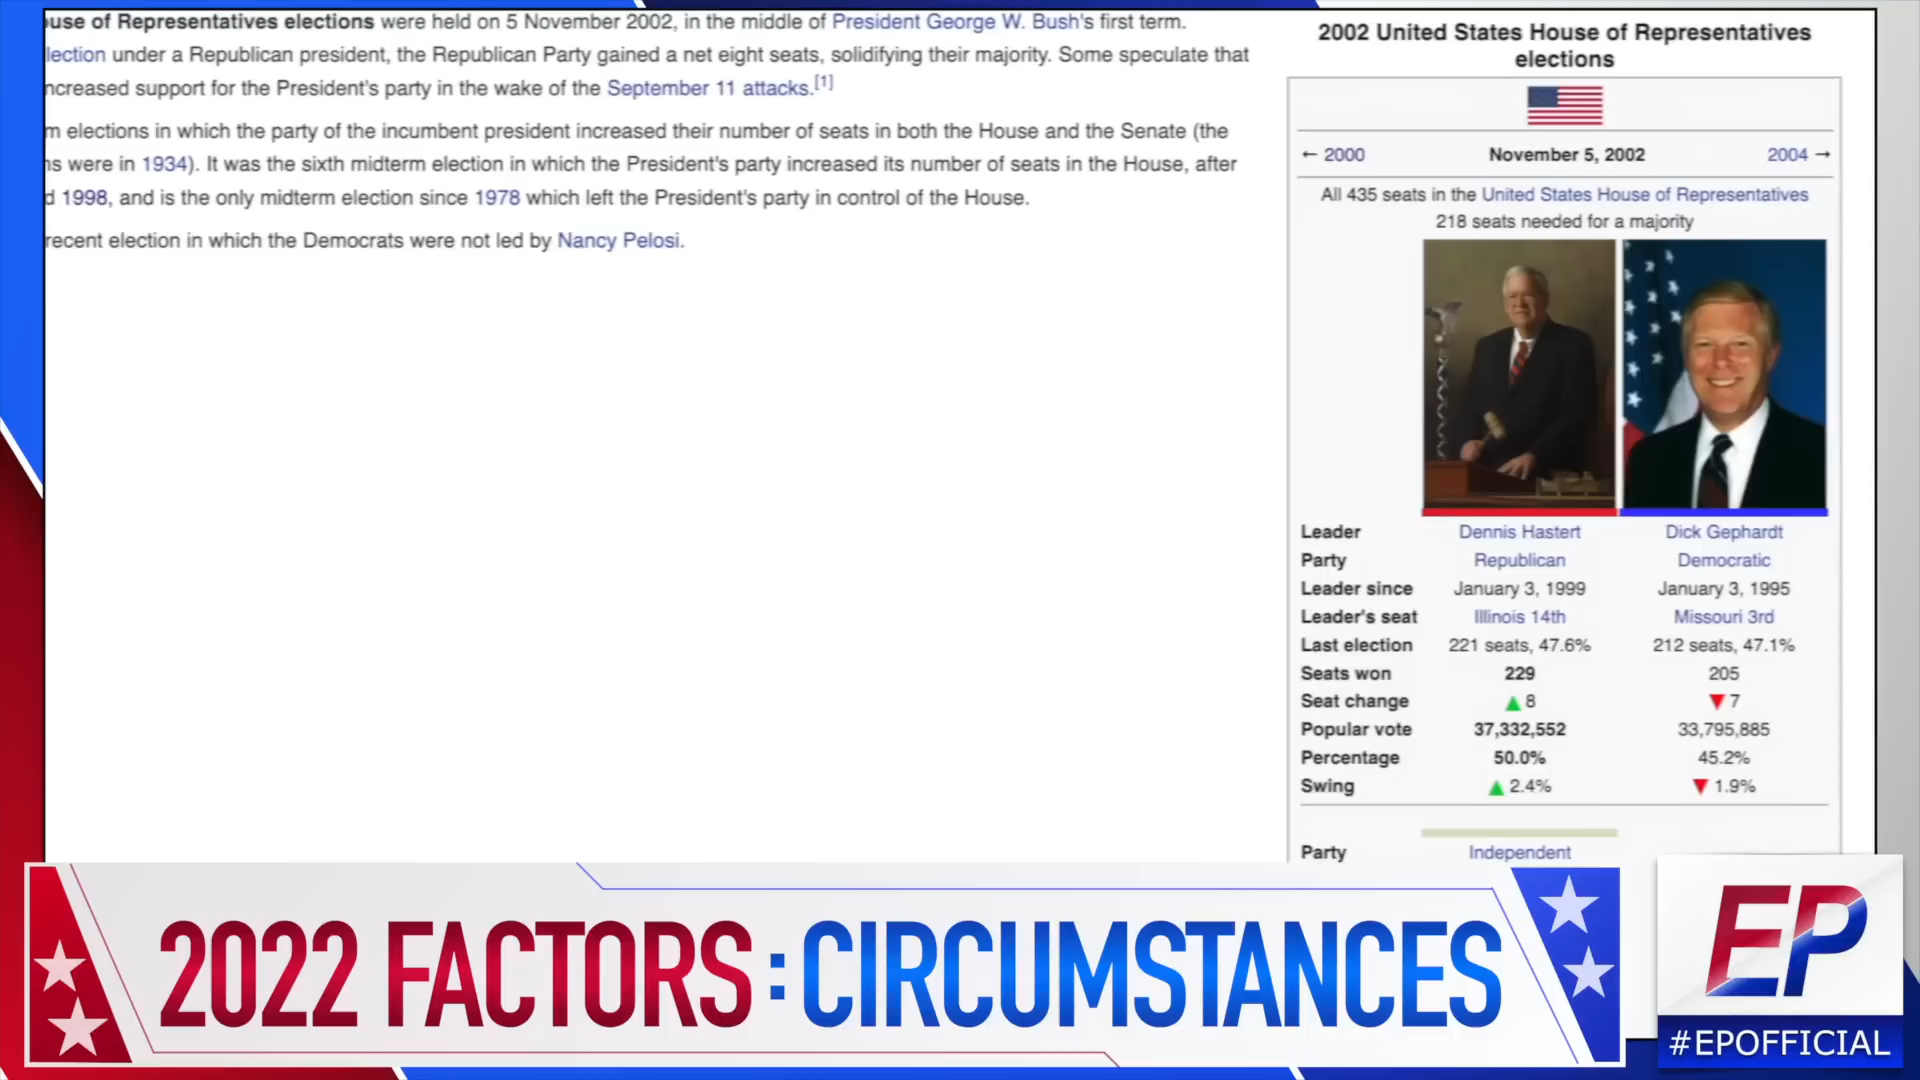 use of Representatives elections were held on 5 November 2002, in the middle of President George W. Bush's first term.
lection under a Republican president, the Republican Party gained a net eight seats, solidifying their majority. Some speculate that
ncreased support for the President's party in the wake of the September 11 attacks.[1]
m elections in which the party of the incumbent president increased their number of seats in both the House and the Senate (the
ns were in 1934). It was the sixth midterm election in which the President's party increased its number of seats in the House, after
d 1998, and is the only midterm election since 1978 which left the President's party in control of the House.
recent election in which the Democrats were not led by Nancy Pelosi.
2002 United States House of Representatives
elections
← 2000 November 5, 2002 2004 →
All 435 seats in the United States House of Representatives
218 seats needed for a majority
Leader Dennis Hastert Dick Gephardt
Party Republican Democratic
Leader since January 3, 1999 January 3, 1995
Leader's seat Illinois 14th Missouri 3rd
Last election 221 seats, 47.6% 212 seats, 47.1%
Seats won 229 205
Seat change ▲ 8 ▼ 7
Popular vote 37,332,552 33,795,885
Percentage 50.0% 45.2%
Swing ▲ 2.4% ▼ 1.9%
Party Independent
2022 FACTORS : CIRCUMSTANCES
EP
#EPOFFICIAL